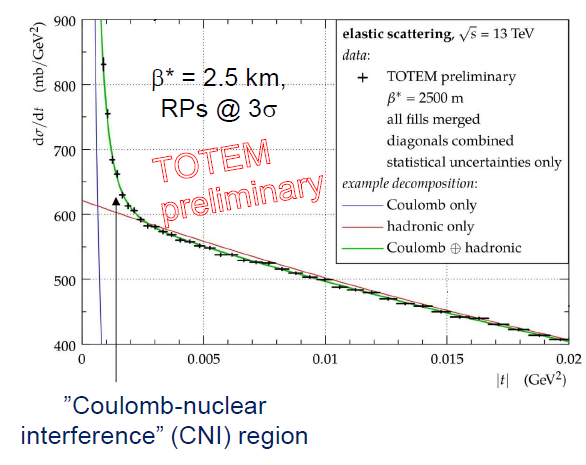 900
800
700
600
500
400
dσ/dt (mb/GeV²)
β* = 2.5 km,
RPs @ 3σ
TOTEM
preliminary
elastic scattering, √s = 13 TeV
data:
TOTEM preliminary
β* = 2500 m
all fills merged
diagonals combined
statistical uncertainties only
example decomposition:
Coulomb only
hadronic only
Coulomb ⊕ hadronic
0 0.005 0.01 0.015 0.02
|t| (GeV²)
”Coulomb-nuclear
interference” (CNI) region